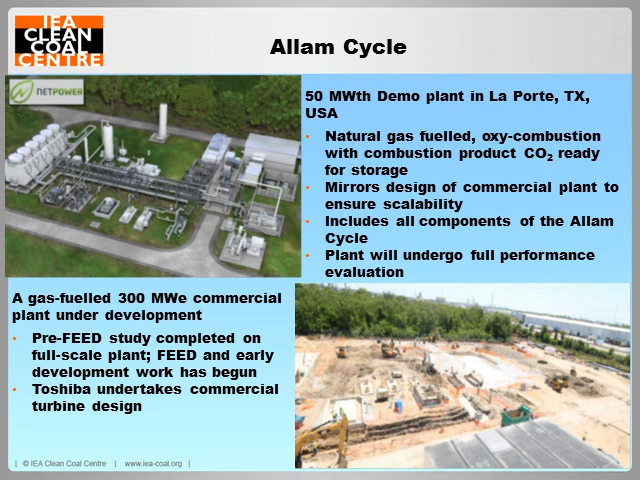 IEA
CLEAN
COAL
CENTRE
Allam Cycle
NETPOWER
50 MWth Demo plant in La Porte, TX,
USA
• Natural gas fuelled, oxy-combustion
with combustion product CO₂ ready
for storage
• Mirrors design of commercial plant to
ensure scalability
• Includes all components of the Allam
Cycle
• Plant will undergo full performance
evaluation
A gas-fuelled 300 MWe commercial
plant under development
• Pre-FEED study completed on
full-scale plant; FEED and early
development work has begun
• Toshiba undertakes commercial
turbine design
| © IEA Clean Coal Centre | www.iea-coal.org |